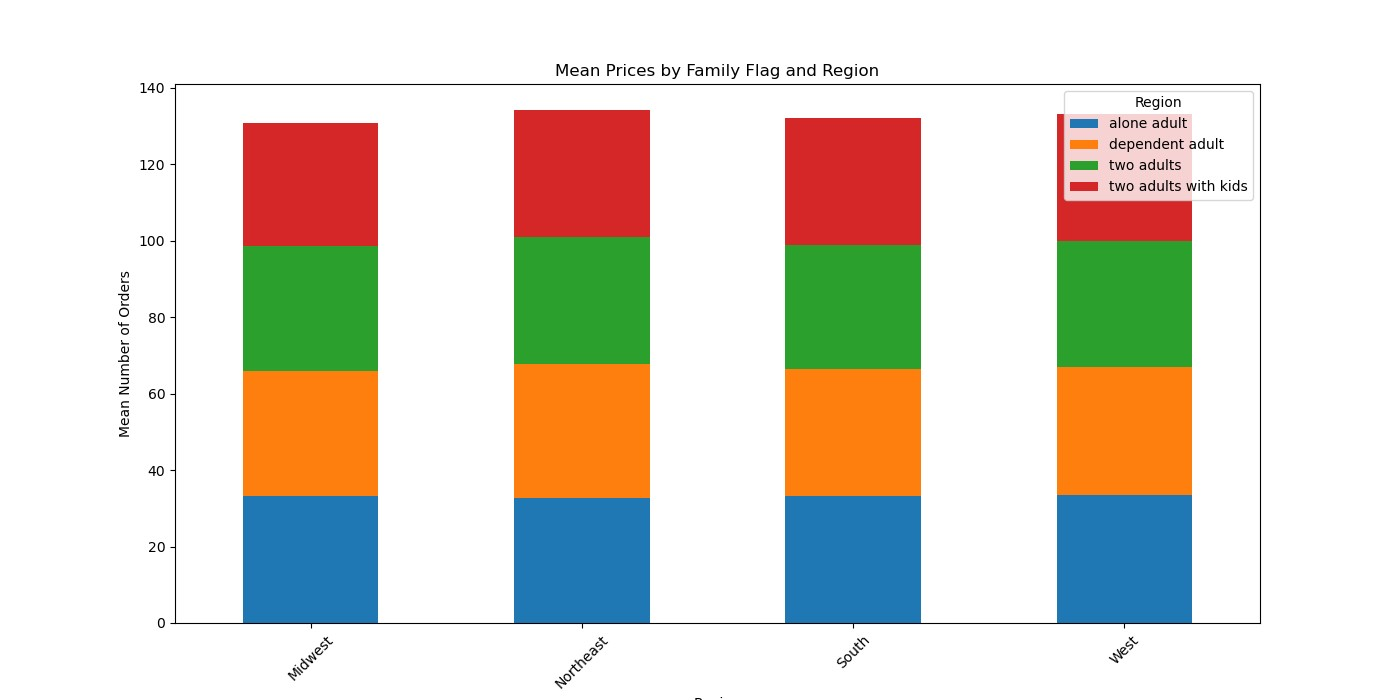 Mean Prices by Family Flag and Region
140
120
100
80
60
40
20
0
Mean Number of Orders
Region
alone adult
dependent adult
two adults
two adults with kids
Midwest
Northeast
South
West